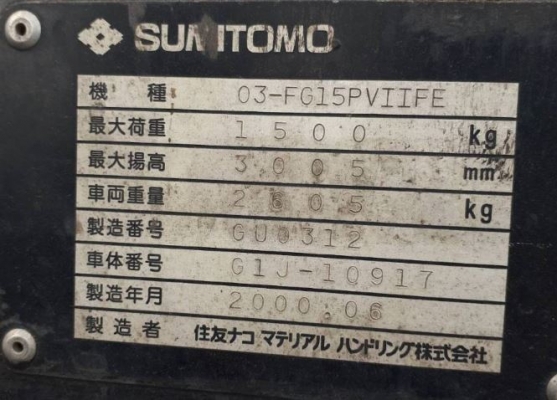 SUMITOMO
機種 03-FG15PVIIFE
最大荷重 1500 kg
最大揚高 3005 mm
車両重量 2605 kg
製造番号 GU0312
車体番号 G1J-10917
製造年月 2000.06
製造者 住友ナコ マテリアル ハンドリング株式会社